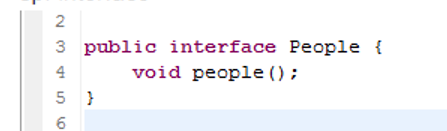 2
3 public interface People {
4 void people();
5 }
6